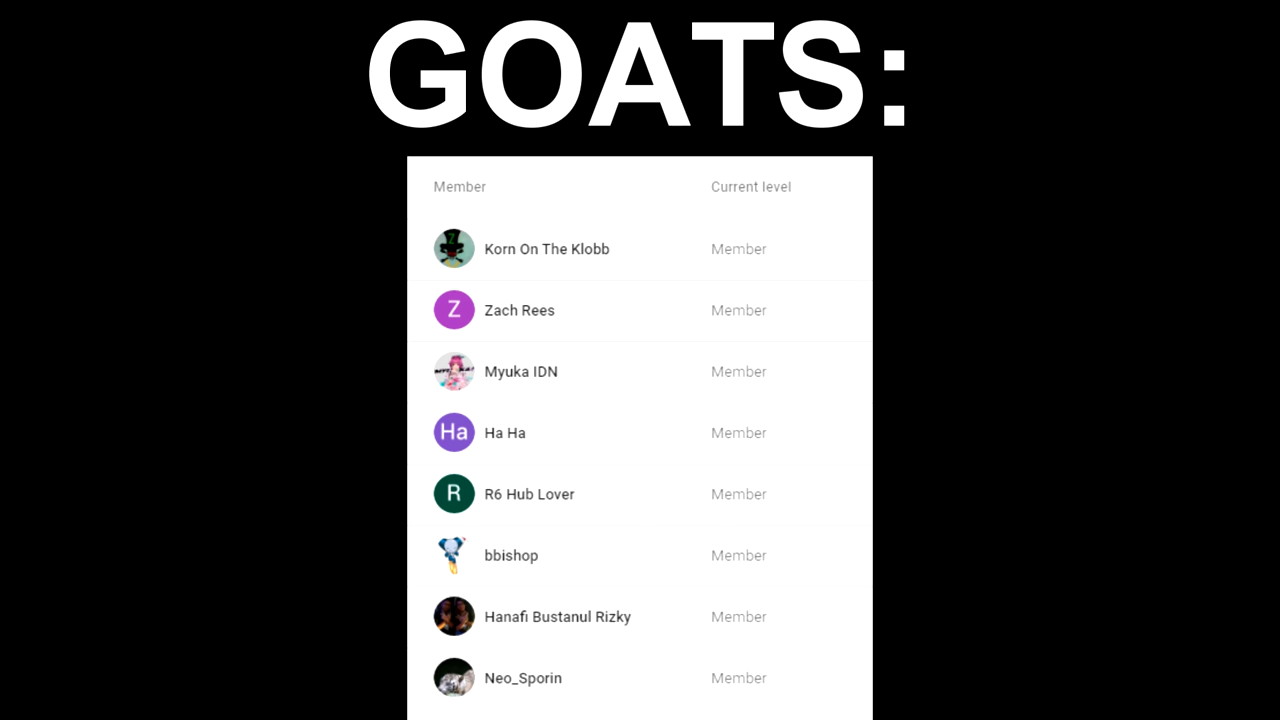 GOATS:
Member Current level
Korn On The Klobb Member
Z Zach Rees Member
Myuka IDN Member
Ha Ha Ha Member
R R6 Hub Lover Member
bbishop Member
Hanafi Bustanul Rizky Member
Neo_Sporin Member